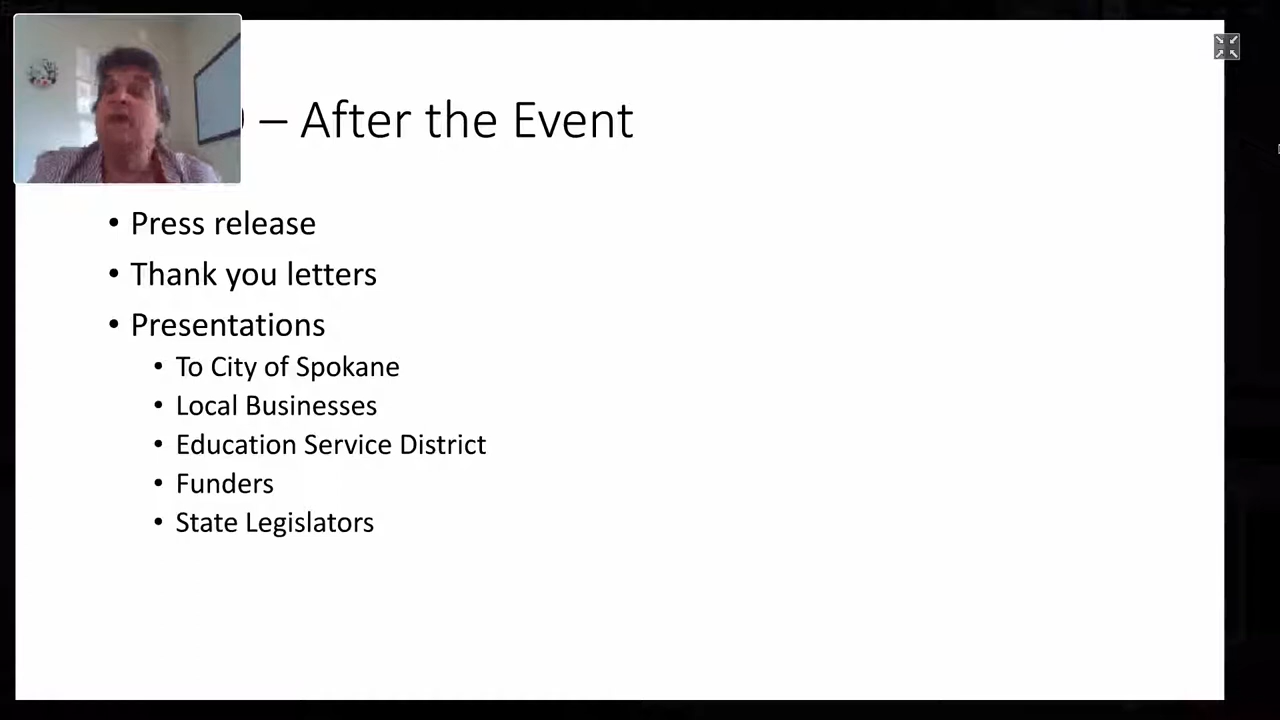 – After the Event
• Press release
• Thank you letters
• Presentations
• To City of Spokane
• Local Businesses
• Education Service District
• Funders
• State Legislators